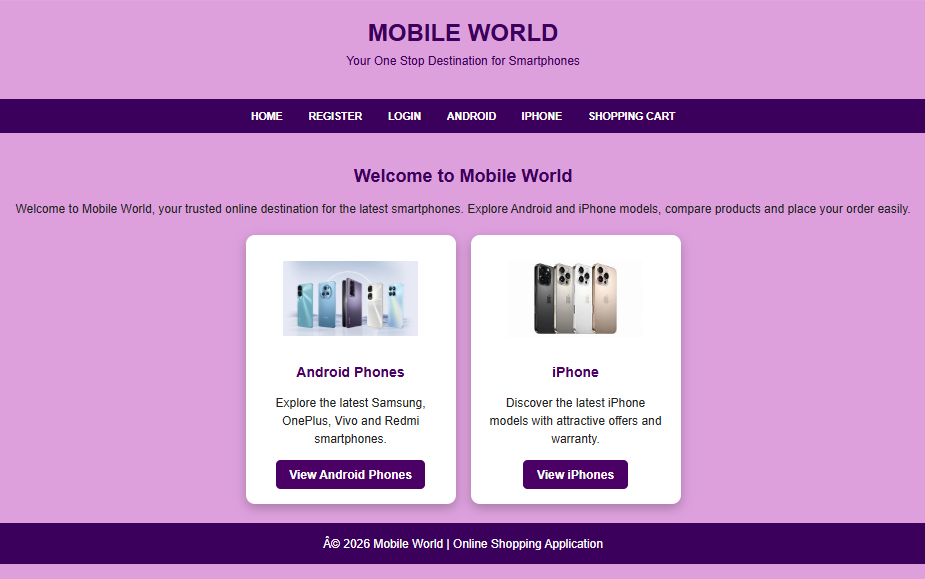 MOBILE WORLD
Your One Stop Destination for Smartphones
HOME REGISTER LOGIN ANDROID IPHONE SHOPPING CART
Welcome to Mobile World
Welcome to Mobile World, your trusted online destination for the latest smartphones. Explore Android and iPhone models, compare products and place your order easily.
Android Phones
Explore the latest Samsung,
OnePlus, Vivo and Redmi
smartphones.
View Android Phones
iPhone
Discover the latest iPhone
models with attractive offers and
warranty.
View iPhones
Â© 2026 Mobile World | Online Shopping Application